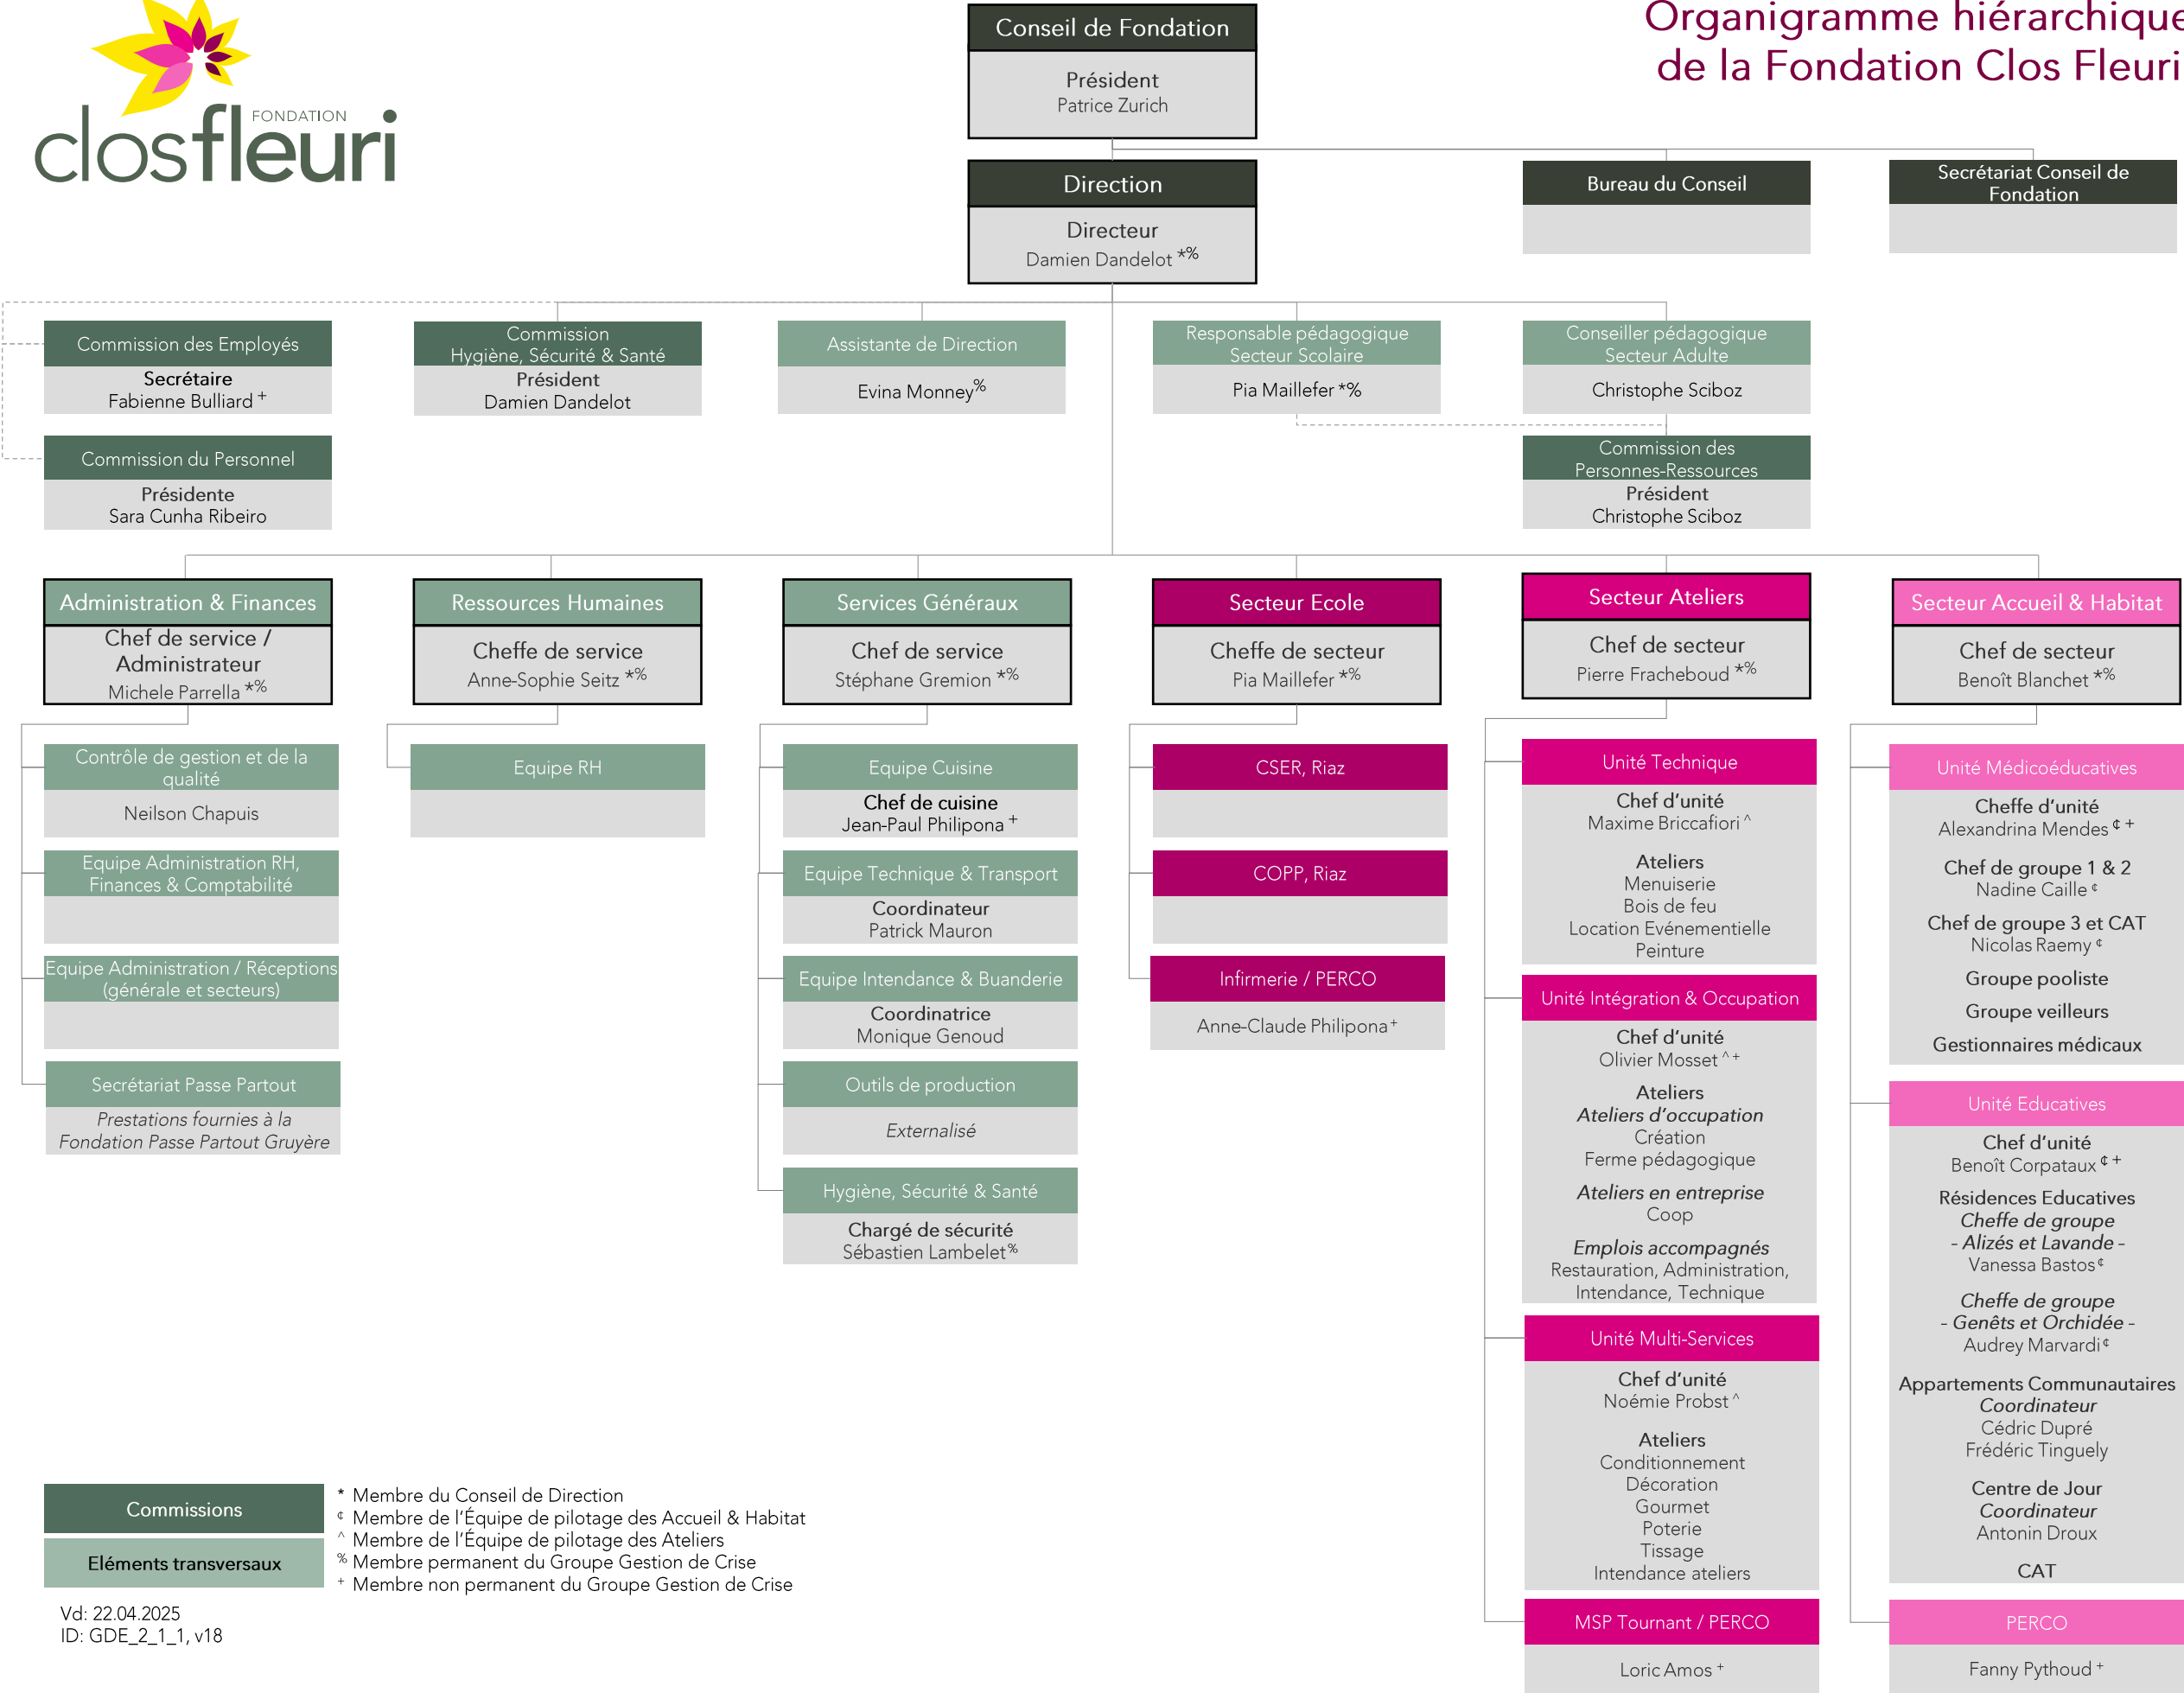 FONDATION
closfleuri
Organigramme hiérarchique
de la Fondation Clos Fleuri
Conseil de Fondation
Président
Patrice Zurich
Direction
Directeur
Damien Dandelot *%
Bureau du Conseil
Secrétariat Conseil de
Fondation
Commission des Employés
Secrétaire
Fabienne Bulliard +
Commission
Hygiène, Sécurité & Santé
Président
Damien Dandelot
Assistante de Direction
Evina Monney%
Responsable pédagogique
Secteur Scolaire
Pia Maillefer *%
Conseiller pédagogique
Secteur Adulte
Christophe Sciboz
Commission du Personnel
Présidente
Sara Cunha Ribeiro
Commission des
Personnes-Ressources
Président
Christophe Sciboz
Administration & Finances
Chef de service /
Administrateur
Michele Parrella *%
Contrôle de gestion et de la
qualité
Neilson Chapuis
Equipe Administration RH,
Finances & Comptabilité
Equipe Administration / Réceptions
(générale et secteurs)
Secrétariat Passe Partout
Prestations fournies à la
Fondation Passe Partout Gruyère
Ressources Humaines
Cheffe de service
Anne-Sophie Seitz *%
Equipe RH
Services Généraux
Chef de service
Stéphane Gremion *%
Equipe Cuisine
Chef de cuisine
Jean-Paul Philipona +
Equipe Technique & Transport
Coordinateur
Patrick Mauron
Equipe Intendance & Buanderie
Coordinatrice
Monique Genoud
Outils de production
Externalisé
Hygiène, Sécurité & Santé
Chargé de sécurité
Sébastien Lambelet%
Secteur Ecole
Cheffe de secteur
Pia Maillefer *%
CSER, Riaz
COPP, Riaz
Infirmerie / PERCO
Anne-Claude Philipona+
Secteur Ateliers
Chef de secteur
Pierre Fracheboud *%
Unité Technique
Chef d’unité
Maxime Briccafiori ^
Ateliers
Menuiserie
Bois de feu
Location Evénementielle
Peinture
Unité Intégration & Occupation
Chef d’unité
Olivier Mosset ^ +
Ateliers
Ateliers d’occupation
Création
Ferme pédagogique
Ateliers en entreprise
Coop
Emplois accompagnés
Restauration, Administration,
Intendance, Technique
Unité Multi-Services
Chef d’unité
Noémie Probst ^
Ateliers
Conditionnement
Décoration
Gourmet
Poterie
Tissage
Intendance ateliers
MSP Tournant / PERCO
Loric Amos +
Secteur Accueil & Habitat
Chef de secteur
Benoît Blanchet *%
Unité Médicoéducatives
Cheffe d’unité
Alexandrina Mendes ¢ +
Chef de groupe 1 & 2
Nadine Caille ¢
Chef de groupe 3 et CAT
Nicolas Raemy ¢
Groupe pooliste
Groupe veilleurs
Gestionnaires médicaux
Unité Educatives
Chef d’unité
Benoît Corpataux ¢ +
Résidences Educatives
Cheffe de groupe
- Alizés et Lavande -
Vanessa Bastos ¢
Cheffe de groupe
- Genêts et Orchidée -
Audrey Marvardi ¢
Appartements Communautaires
Coordinateur
Cédric Dupré
Frédéric Tinguely
Centre de Jour
Coordinateur
Antonin Droux
CAT
PERCO
Fanny Pythoud +
Commissions
Eléments transversaux
* Membre du Conseil de Direction
¢ Membre de l’Équipe de pilotage des Accueil & Habitat
^ Membre de l’Équipe de pilotage des Ateliers
% Membre permanent du Groupe Gestion de Crise
+ Membre non permanent du Groupe Gestion de Crise
Vd: 22.04.2025
ID: GDE_2_1_1, v18